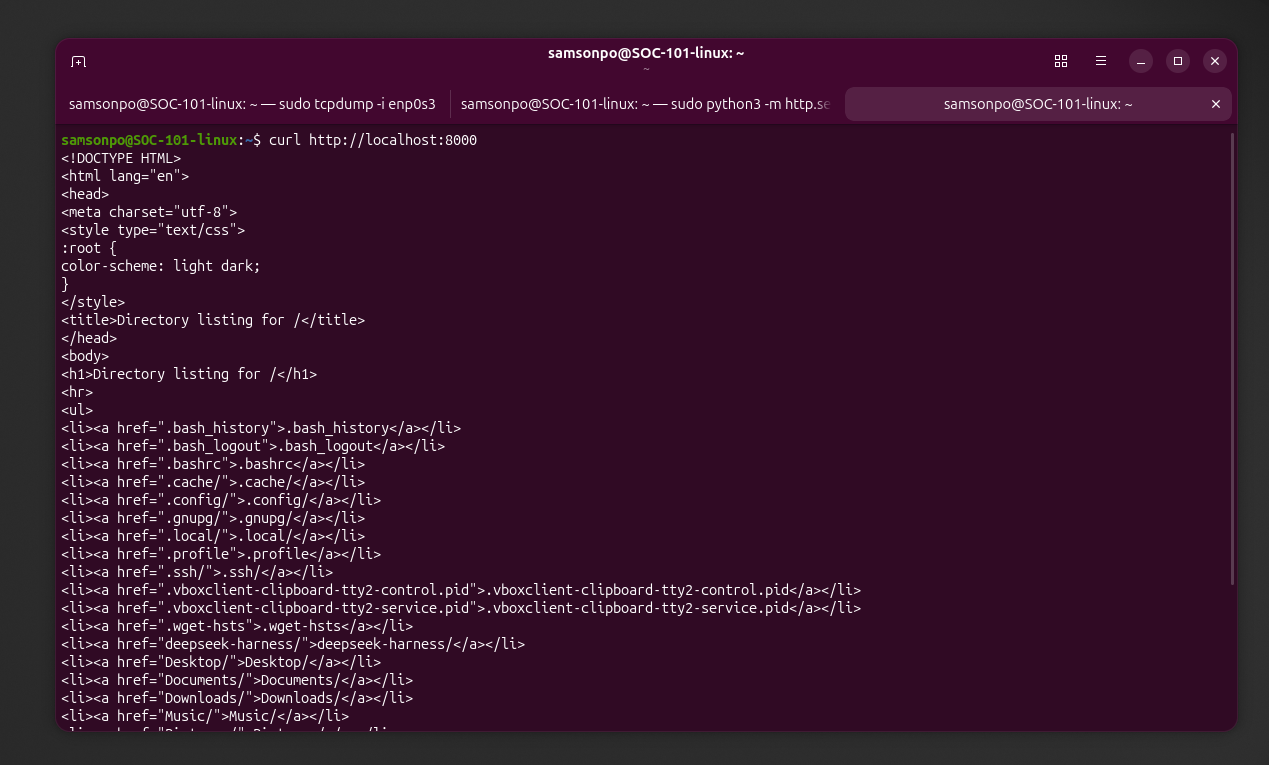 samsonpo@SOC-101-linux: ~
~
samsonpo@SOC-101-linux: ~ — sudo tcpdump -i enp0s3
samsonpo@SOC-101-linux: ~ — sudo python3 -m http.se
samsonpo@SOC-101-linux: ~
samsonpo@SOC-101-linux:~$ curl http://localhost:8000
<!DOCTYPE HTML>
<html lang="en">
<head>
<meta charset="utf-8">
<style type="text/css">
:root {
color-scheme: light dark;
}
</style>
<title>Directory listing for /</title>
</head>
<body>
<h1>Directory listing for /</h1>
<hr>
<ul>
<li><a href=".bash_history">.bash_history</a></li>
<li><a href=".bash_logout">.bash_logout</a></li>
<li><a href=".bashrc">.bashrc</a></li>
<li><a href=".cache/">.cache/</a></li>
<li><a href=".config/">.config/</a></li>
<li><a href=".gnupg/">.gnupg/</a></li>
<li><a href=".local/">.local/</a></li>
<li><a href=".profile">.profile</a></li>
<li><a href=".ssh/">.ssh/</a></li>
<li><a href=".vboxclient-clipboard-tty2-control.pid">.vboxclient-clipboard-tty2-control.pid</a></li>
<li><a href=".vboxclient-clipboard-tty2-service.pid">.vboxclient-clipboard-tty2-service.pid</a></li>
<li><a href=".wget-hsts">.wget-hsts</a></li>
<li><a href="deepseek-harness/">deepseek-harness/</a></li>
<li><a href="Desktop/">Desktop/</a></li>
<li><a href="Documents/">Documents/</a></li>
<li><a href="Downloads/">Downloads/</a></li>
<li><a href="Music/">Music/</a></li>